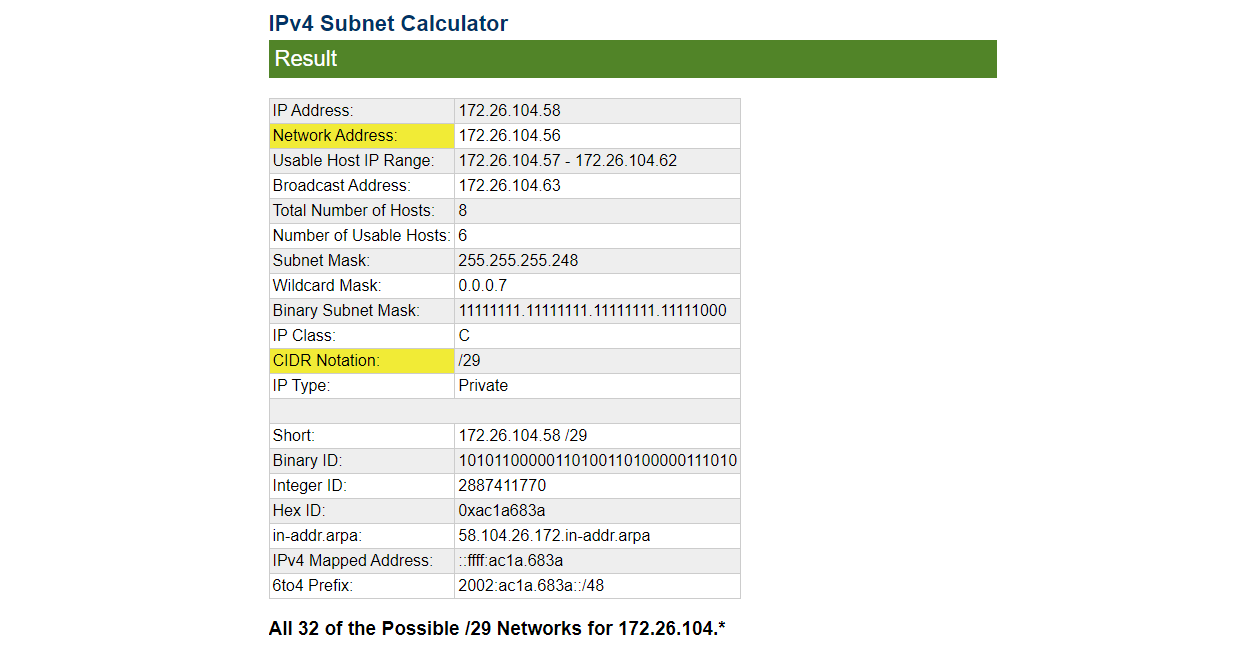 IPv4 Subnet Calculator
Result
IP Address: 172.26.104.58
Network Address: 172.26.104.56
Usable Host IP Range: 172.26.104.57 - 172.26.104.62
Broadcast Address: 172.26.104.63
Total Number of Hosts: 8
Number of Usable Hosts: 6
Subnet Mask: 255.255.255.248
Wildcard Mask: 0.0.0.7
Binary Subnet Mask: 11111111.11111111.11111111.11111000
IP Class: C
CIDR Notation: /29
IP Type: Private
Short: 172.26.104.58 /29
Binary ID: 10101100000110100110100000111010
Integer ID: 2887411770
Hex ID: 0xac1a683a
in-addr.arpa: 58.104.26.172.in-addr.arpa
IPv4 Mapped Address: ::ffff:ac1a.683a
6to4 Prefix: 2002:ac1a.683a::/48
All 32 of the Possible /29 Networks for 172.26.104.*